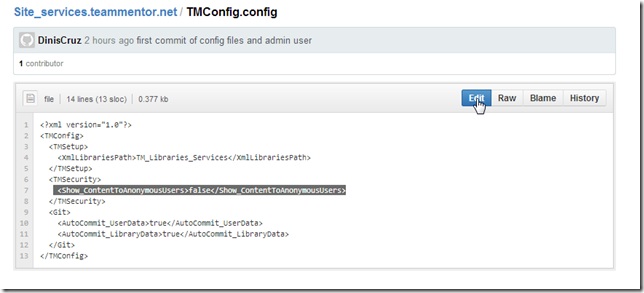 Site_services.teammentor.net / TMConfig.config
DinisCruz 2 hours ago first commit of config files and admin user
1 contributor
file 14 lines (13 sloc) 0.377 kb Edit Raw Blame History
1 <?xml version="1.0"?>
2 <TMConfig>
3 <TMSetup>
4 <XmlLibrariesPath>TM_Libraries_Services</XmlLibrariesPath>
5 </TMSetup>
6 <TMSecurity>
7 <Show_ContentToAnonymousUsers>false</Show_ContentToAnonymousUsers>
8 </TMSecurity>
9 <Git>
10 <AutoCommit_UserData>true</AutoCommit_UserData>
11 <AutoCommit_LibraryData>true</AutoCommit_LibraryData>
12 </Git>
13 </TMConfig>